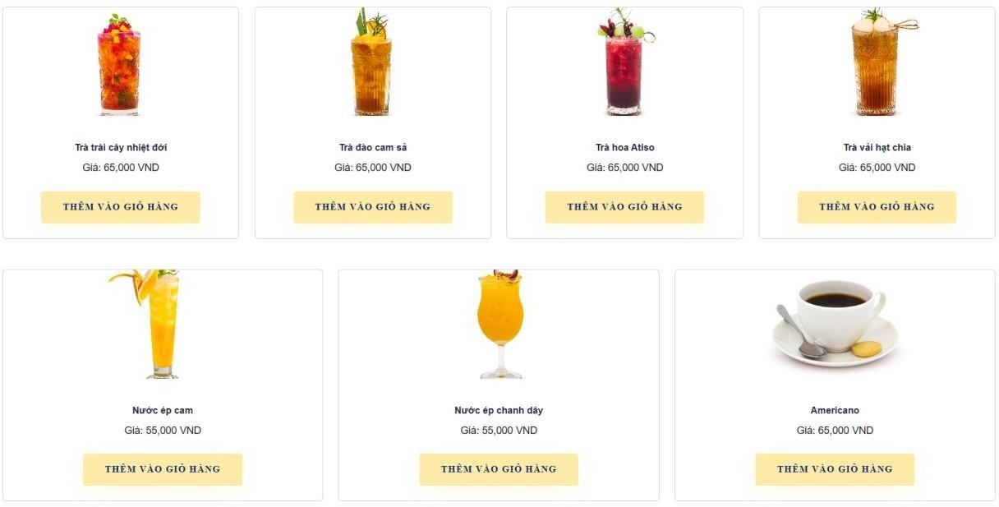 Trà trái cây nhiệt đới
Giá: 65,000 VND
THÊM VÀO GIỎ HÀNG
Trà đào cam sả
Giá: 65,000 VND
THÊM VÀO GIỎ HÀNG
Trà hoa Atiso
Giá: 65,000 VND
THÊM VÀO GIỎ HÀNG
Trà vải hạt chia
Giá: 65,000 VND
THÊM VÀO GIỎ HÀNG
Nước ép cam
Giá: 55,000 VND
THÊM VÀO GIỎ HÀNG
Nước ép chanh dây
Giá: 55,000 VND
THÊM VÀO GIỎ HÀNG
Americano
Giá: 65,000 VND
THÊM VÀO GIỎ HÀNG